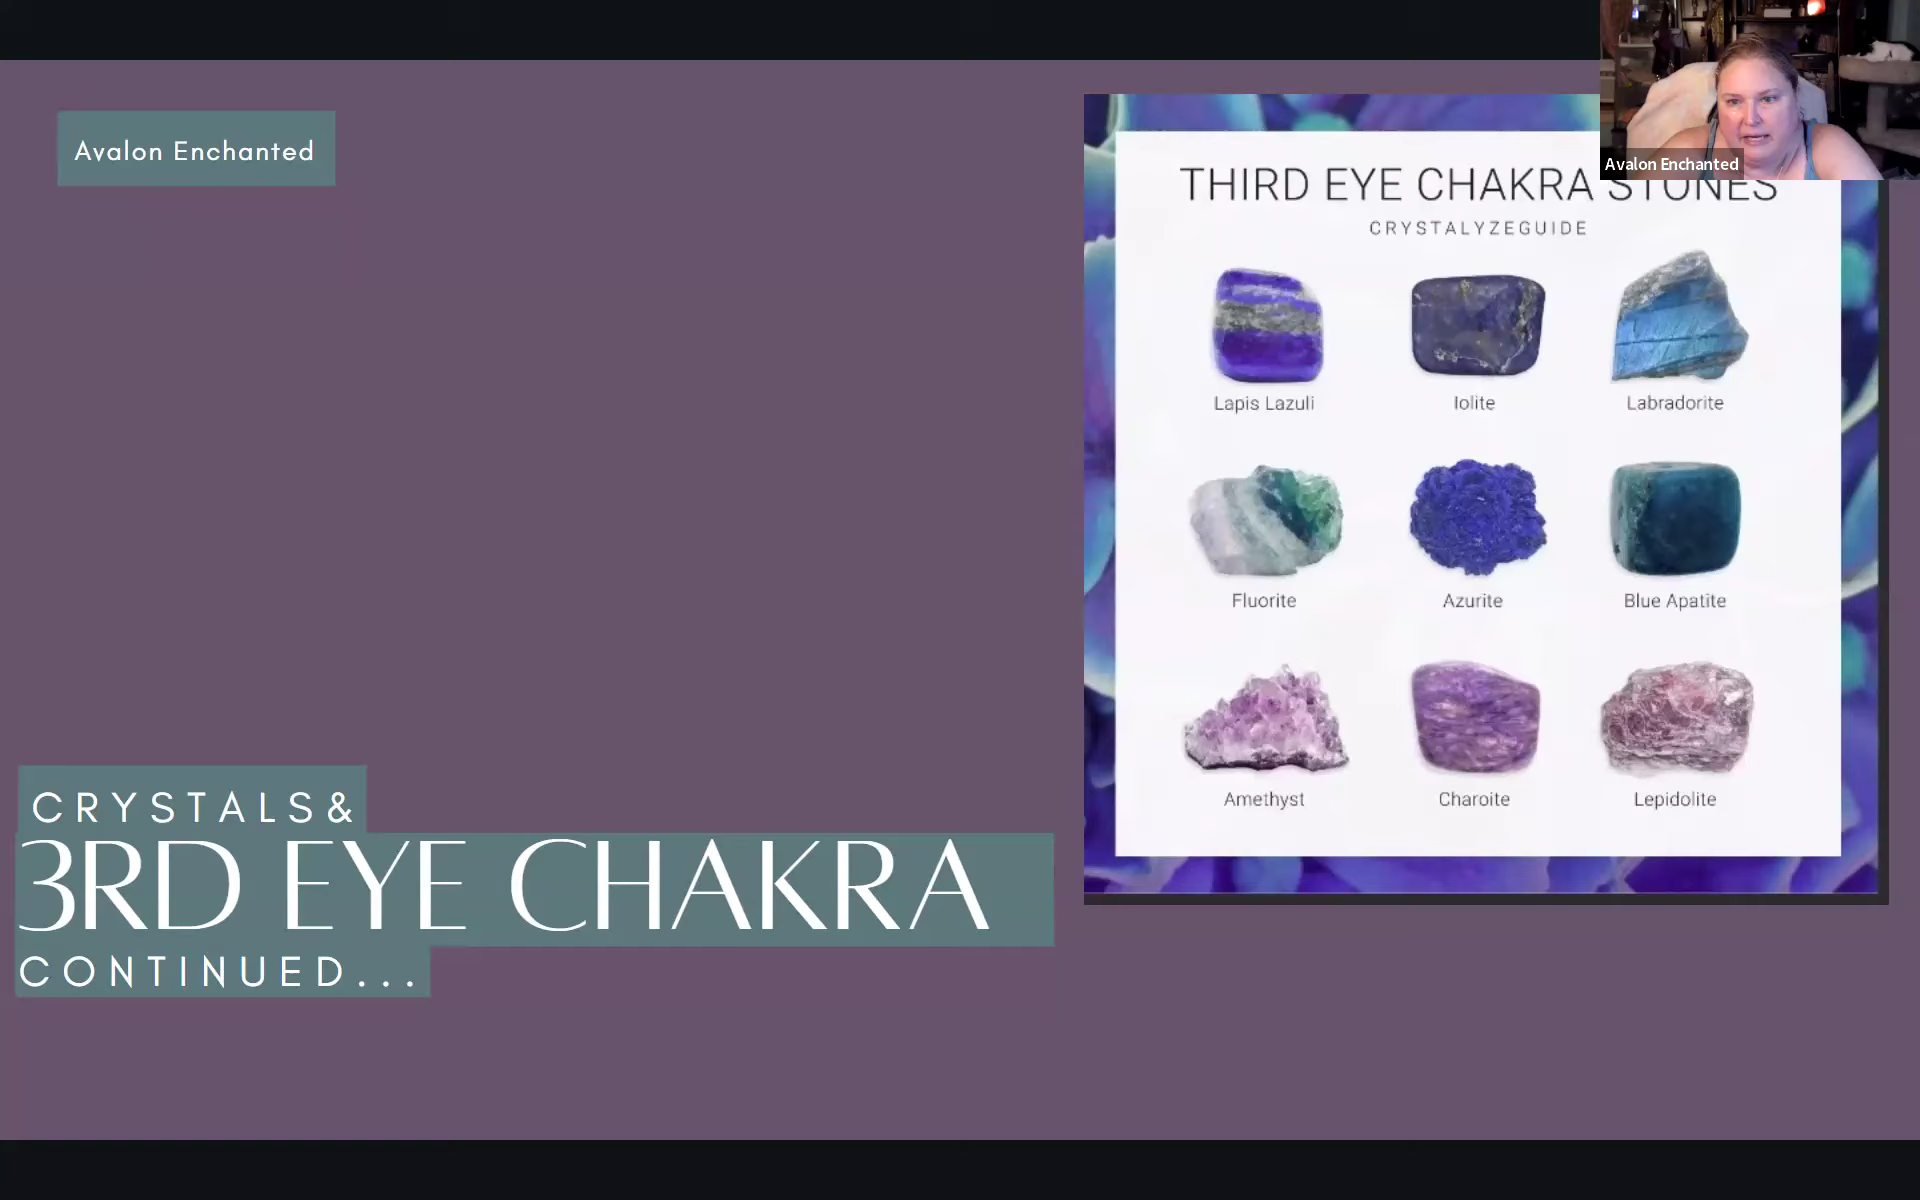 Avalon Enchanted
CRYSTALS&
3RD EYE CHAKRA
CONTINUED...
THIRD EYE CHAKRA STONES
CRYSTALYZEGUIDE
Lapis Lazuli
Iolite
Labradorite
Fluorite
Azurite
Blue Apatite
Amethyst
Charoite
Lepidolite
Avalon Enchanted